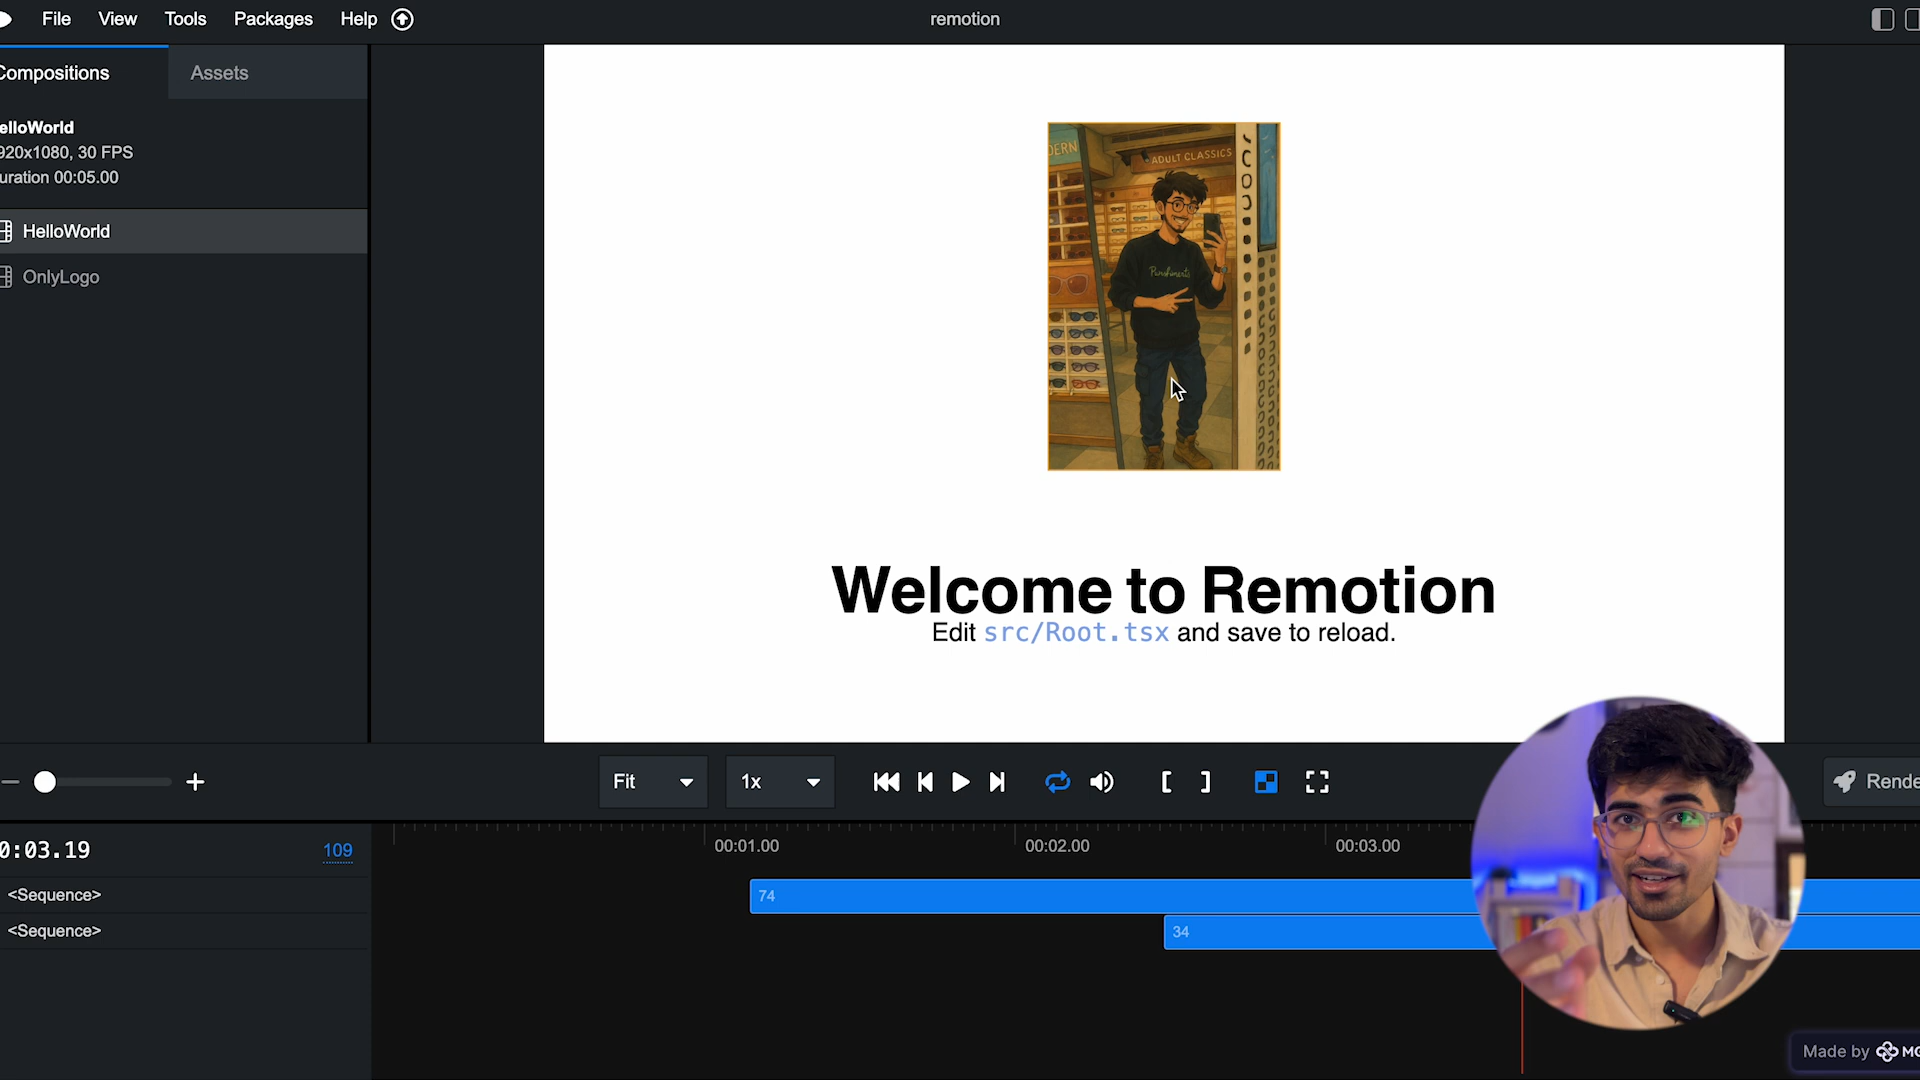 File View Tools Packages Help
remotion
Compositions Assets
elloWorld
920x1080, 30 FPS
uration 00:05.00
HelloWorld
OnlyLogo
DERN
ADULT CLASSICS
Welcome to Remotion
Edit src/Root.tsx and save to reload.
Fit 1x Rende
0:03.19 109
00:01.00 00:02.00 00:03.00
<Sequence> 74
<Sequence> 34
Made by